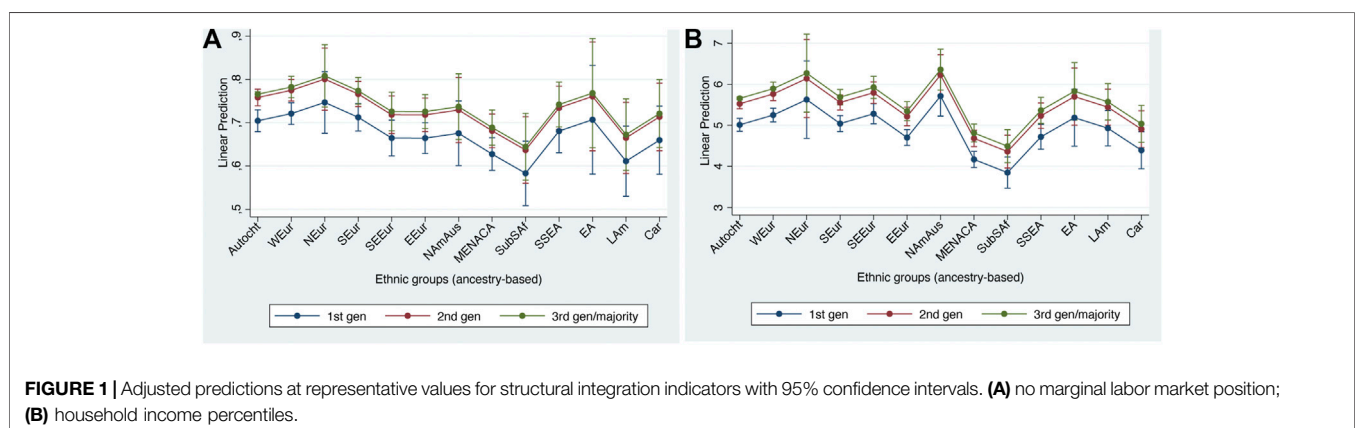 A
Linear Prediction
,9
,8
,7
,6
,5
Autocht WEur NEur SEur SEEur EEur NAmAus MENACA SubSAf SSEA EA LAm Car
Ethnic groups (ancestry-based)
1st gen 2nd gen 3rd gen/majority
B
Linear Prediction
7
6
5
4
3
Autocht WEur NEur SEur SEEur EEur NAmAus MENACA SubSAf SSEA EA LAm Car
Ethnic groups (ancestry-based)
1st gen 2nd gen 3rd gen/majority
FIGURE 1 | Adjusted predictions at representative values for structural integration indicators with 95% confidence intervals. (A) no marginal labor market position;
(B) household income percentiles.